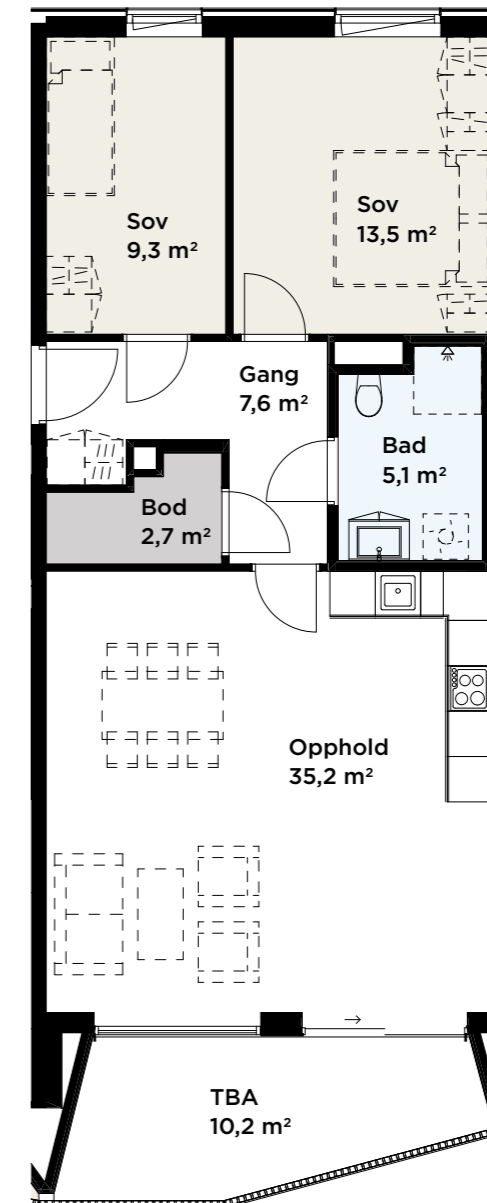 Sov
9,3 m²
Sov
13,5 m²
Gang
7,6 m²
Bad
5,1 m²
Bod
2,7 m²
Opphold
35,2 m²
TBA
10,2 m²